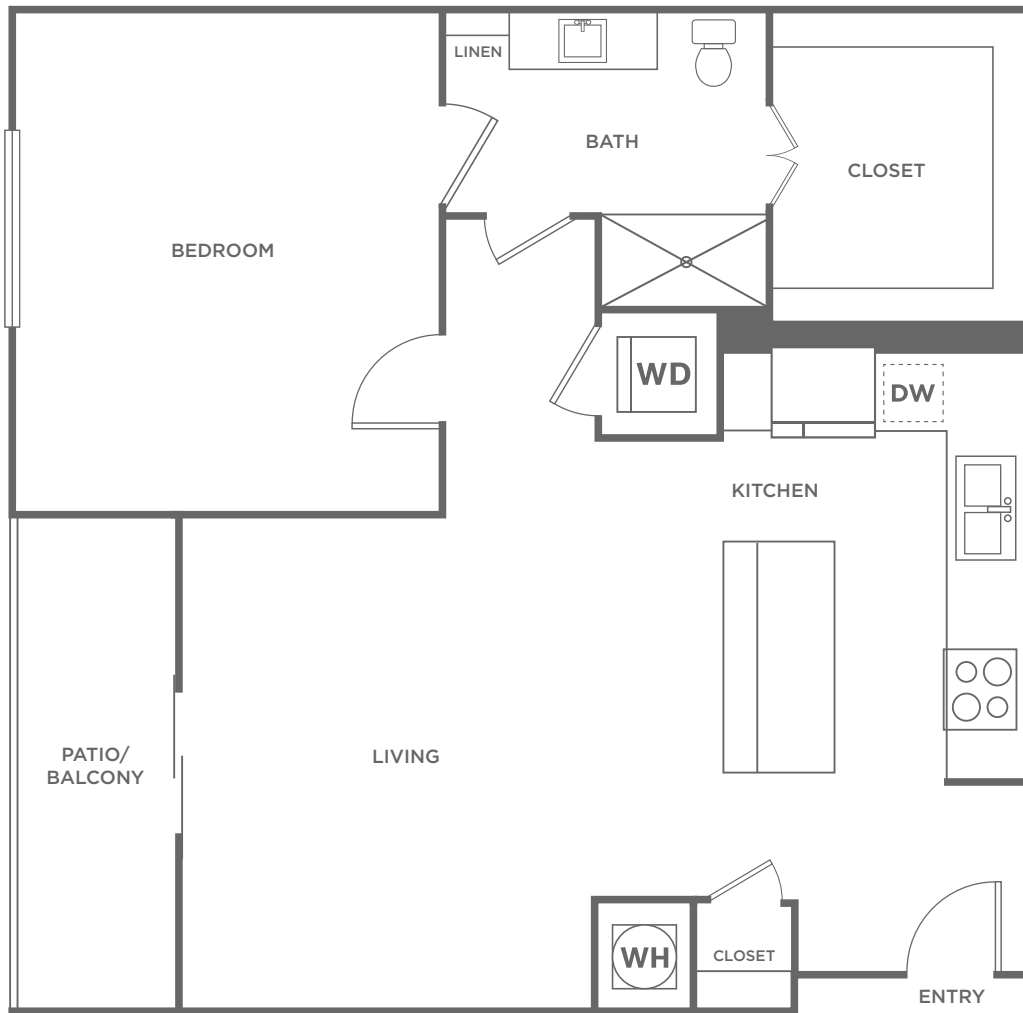 LINEN
BATH
CLOSET
BEDROOM
WD
DW
KITCHEN
PATIO/
BALCONY
LIVING
WH
CLOSET
ENTRY